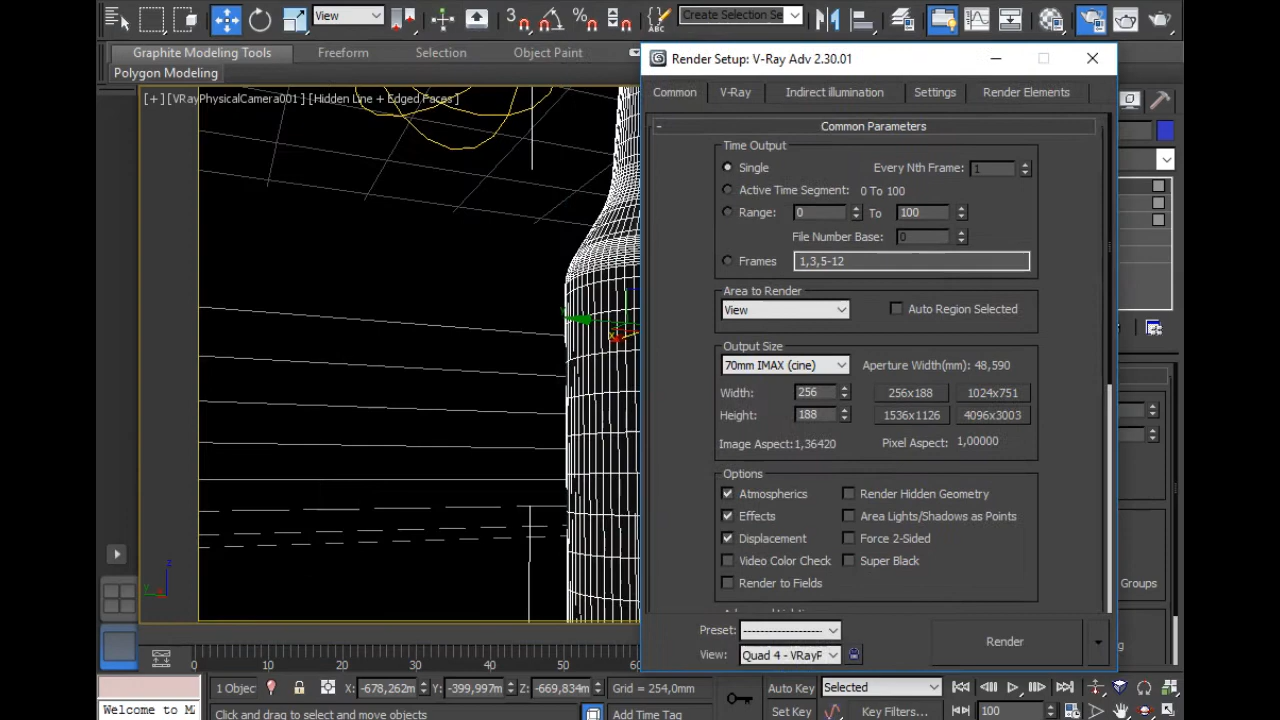 View
3
%
ABC
Create Selection Se
Graphite Modeling Tools
Freeform
Selection
Object Paint
Polygon Modeling
[ + ] [VRayPhysicalCamera001 ] [Hidden Line + Edged Faces ]
Render Setup: V-Ray Adv 2.30.01
Common
V-Ray
Indirect illumination
Settings
Render Elements
Common Parameters
Time Output
Single
Every Nth Frame: 1
Active Time Segment: 0 To 100
Range: 0 To 100
File Number Base: 0
Frames 1,3,5-12
Area to Render
View
Auto Region Selected
Output Size
70mm IMAX (cine)
Aperture Width(mm): 48,590
Width: 256
256x188
1024x751
Height: 188
1536x1126
4096x3003
Image Aspect:1,36420
Pixel Aspect: 1,00000
Options
Atmospherics
Render Hidden Geometry
Effects
Area Lights/Shadows as Points
Displacement
Force 2-Sided
Video Color Check
Super Black
Render to Fields
Groups
Preset: --------------------
View: Quad 4 - VRayF
Render
z
y
x
0 10 20 30 40 50
1 Objec
X: -678,262m
Y: -399,997m
Z: -669,834m
Grid = 254,0mm
Auto Key
Selected
Welcome to M
Click and drag to select and move objects
Add Time Tag
Set Key
Key Filters...
100